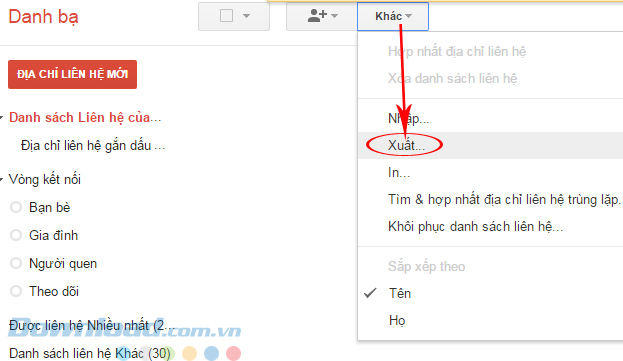 Danh bạ
Khác
ĐỊA CHỈ LIÊN HỆ MỚI
Danh sách Liên hệ của...
Địa chỉ liên hệ gắn dấu ...
Vòng kết nối
Bạn bè
Gia đình
Người quen
Theo dõi
Được liên hệ Nhiều nhất (2...
Danh sách liên hệ Khác (30)
Hợp nhất địa chỉ liên hệ
Xóa danh sách liên hệ
Nhập...
Xuất...
In...
Tìm & hợp nhất địa chỉ liên hệ trùng lặp.
Khôi phục danh sách liên hệ...
Sắp xếp theo
Tên
Họ
Download.com.vn